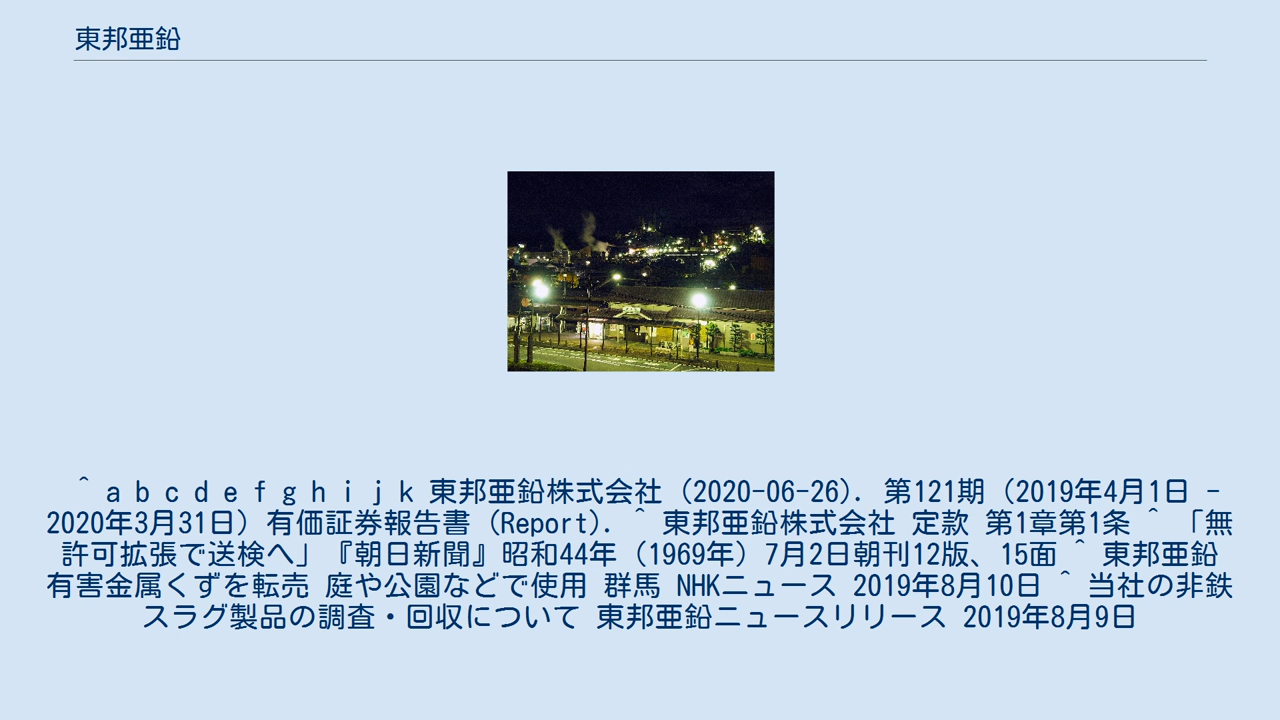 東邦亜鉛
^ a b c d e f g h i j k 東邦亜鉛株式会社（2020-06-26）. 第121期（2019年4月1日 -
2020年3月31日）有価証券報告書（Report）. ^ 東邦亜鉛株式会社 定款 第1章第1条 ^ 「無
許可拡張で送検へ」『朝日新聞』昭和44年（1969年）7月2日朝刊12版、15面 ^ 東邦亜鉛
有害金属くずを転売 庭や公園などで使用 群馬 NHKニュース 2019年8月10日 ^ 当社の非鉄
スラグ製品の調査・回収について 東邦亜鉛ニュースリリース 2019年8月9日